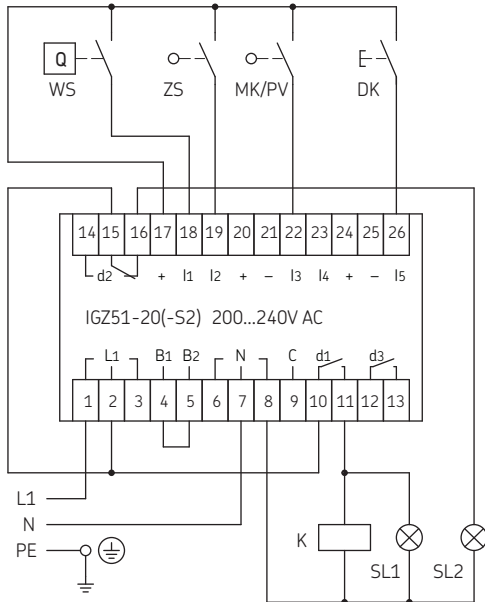 Q
WS ZS MK/PV DK
14 15 16 17 18 19 20 21 22 23 24 25 26
d2 + I1 I2 + – I3 I4 + – I5
IGZ51-20(-S2) 200...240V AC
L1 B1 B2 N C d1 d3
1 2 3 4 5 6 7 8 9 10 11 12 13
L1
N
PE
K SL1 SL2